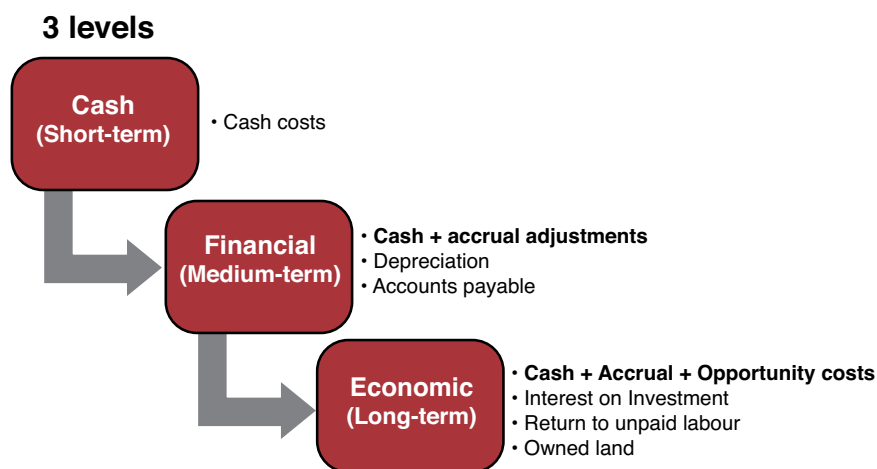 3 levels
Cash
(Short-term)
• Cash costs
Financial
(Medium-term)
• Cash + accrual adjustments
• Depreciation
• Accounts payable
Economic
(Long-term)
• Cash + Accrual + Opportunity costs
• Interest on Investment
• Return to unpaid labour
• Owned land